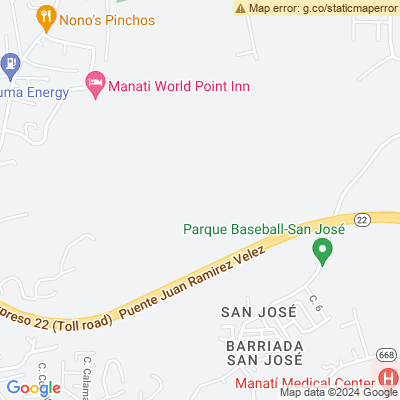 Map error: g.co/staticmaperror
Nono's Pinchos
uma Energy
Manati World Point Inn
22
Parque Baseball-San José
Puente Juan Ramirez Velez
preso 22 (Toll road)
C. 6
SAN JOSÉ
BARRIADA
SAN JOSÉ
668
Manatí Medical Center
H
C. Calama
Google
Map data ©2024 Google